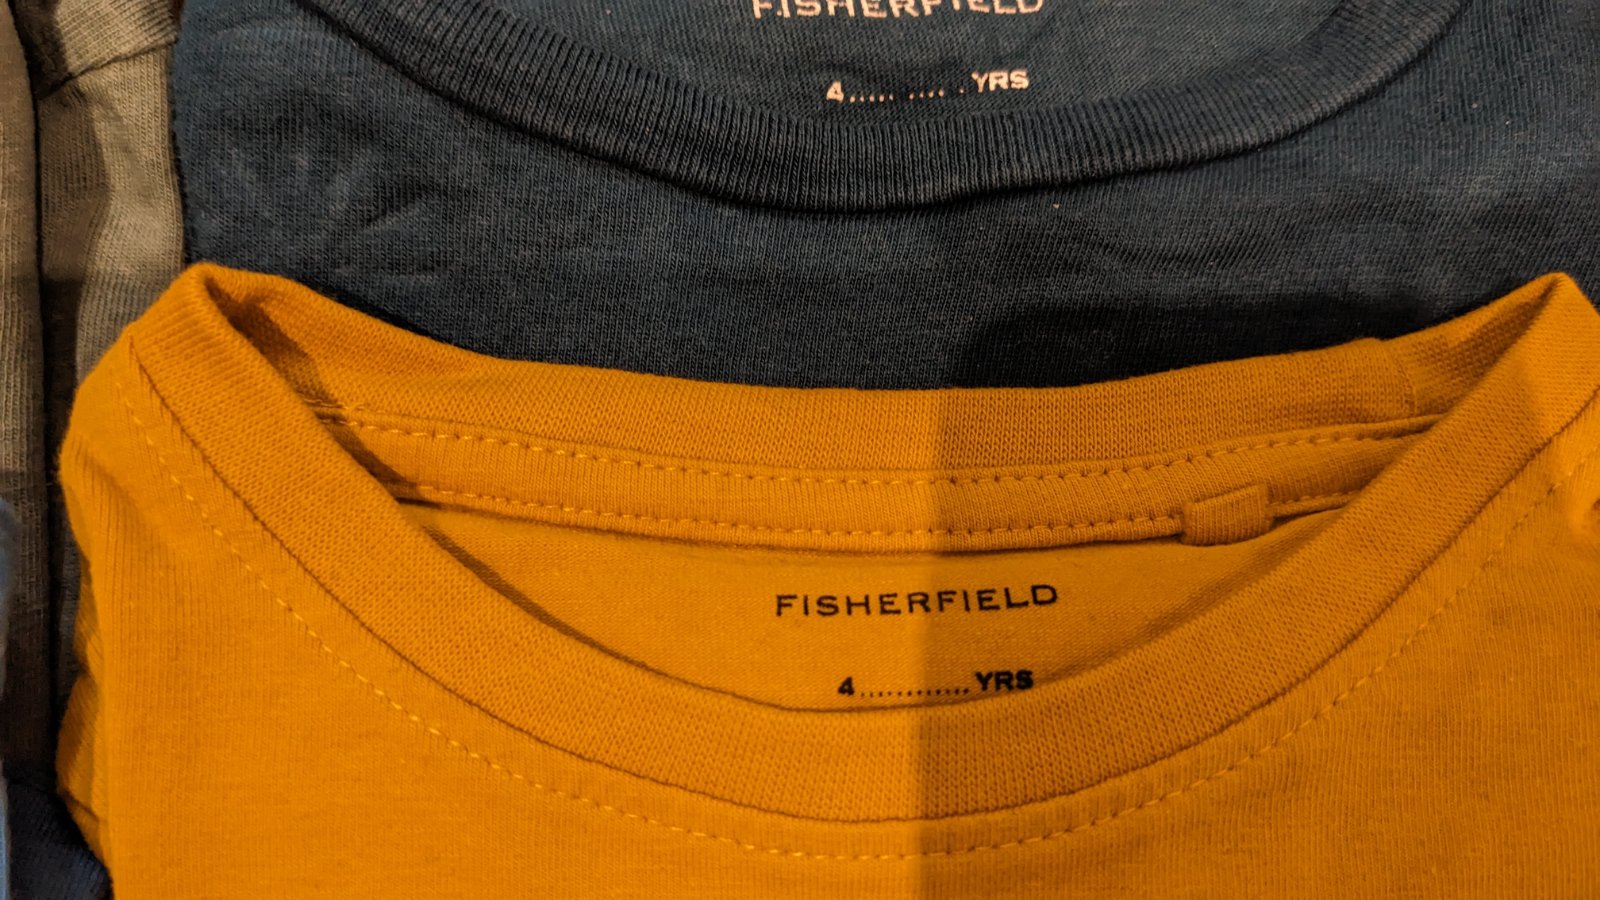 FISHERFIELD
4..... .... . YRS
FISHERFIELD
4............YRS